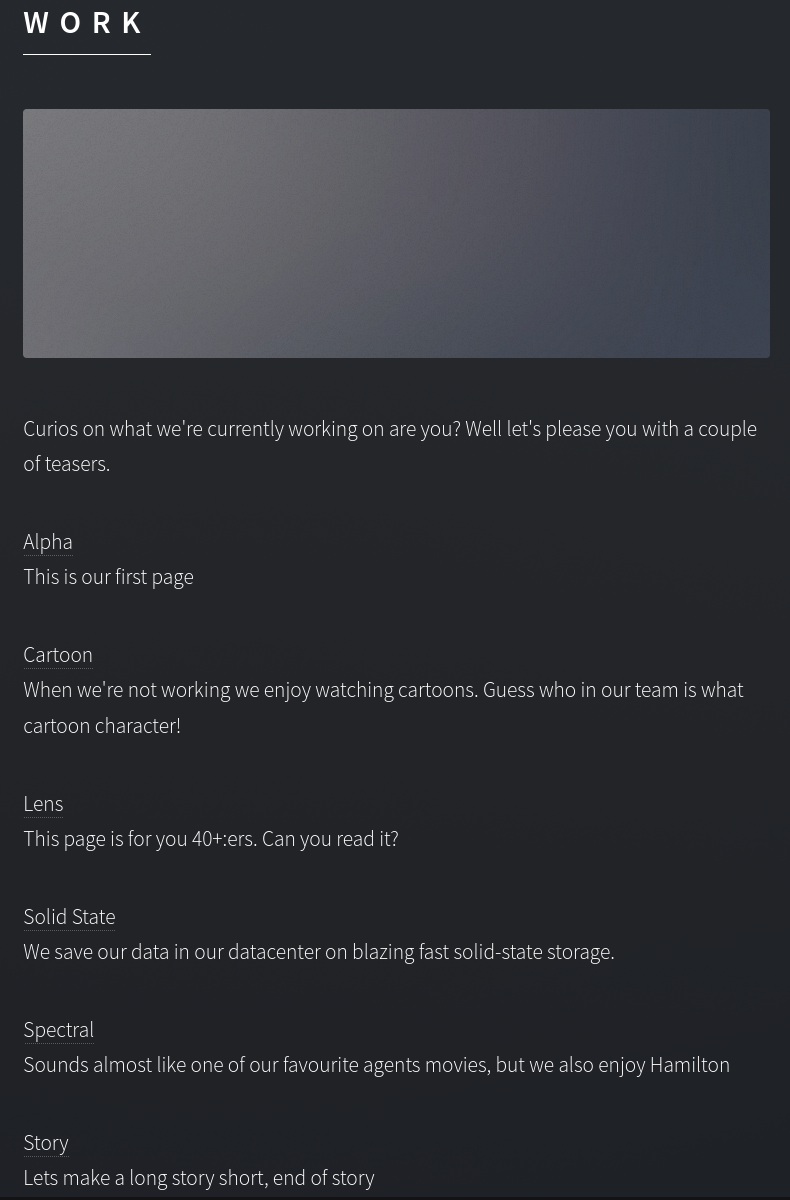 WORK
Curios on what we're currently working on are you? Well let's please you with a couple
of teasers.
Alpha
This is our first page
Cartoon
When we're not working we enjoy watching cartoons. Guess who in our team is what
cartoon character!
Lens
This page is for you 40+:ers. Can you read it?
Solid State
We save our data in our datacenter on blazing fast solid-state storage.
Spectral
Sounds almost like one of our favourite agents movies, but we also enjoy Hamilton
Story
Lets make a long story short, end of story